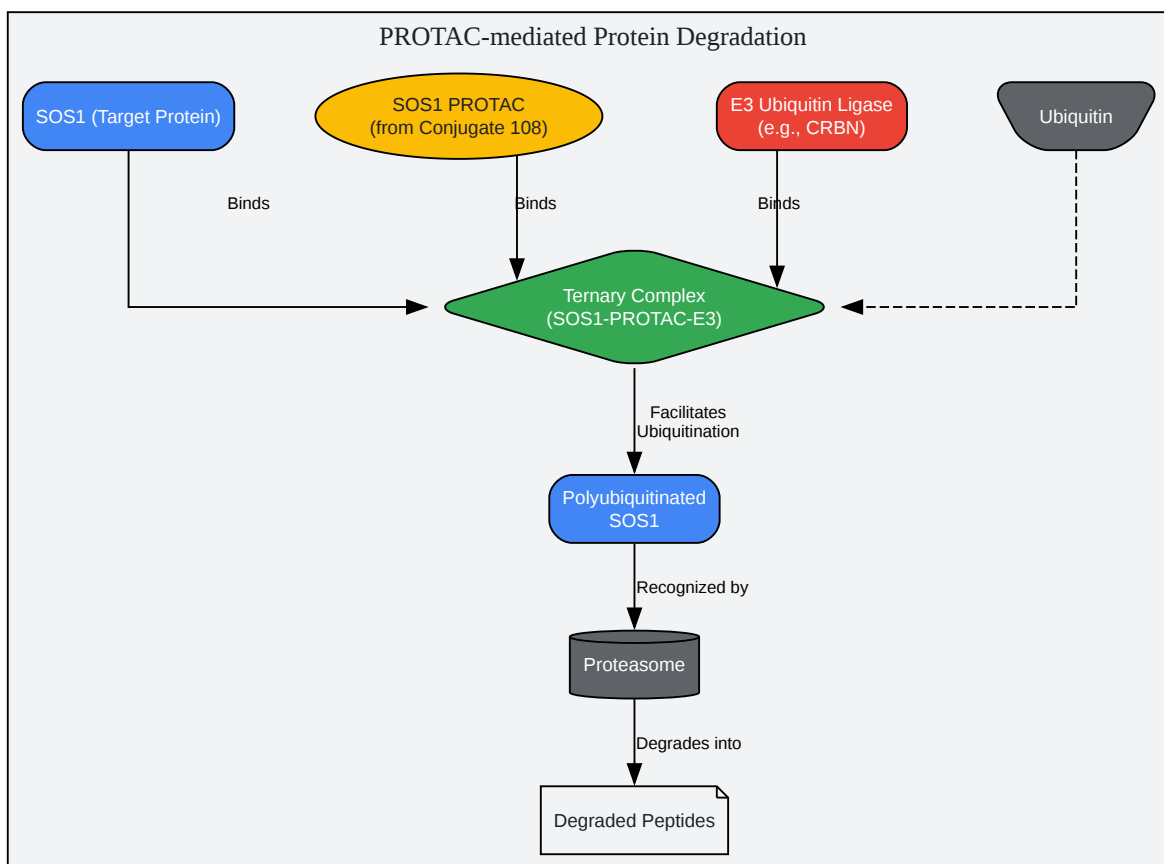 PROTAC-mediated Protein Degradation
SOS1 (Target Protein)
SOS1 PROTAC
(from Conjugate 108)
E3 Ubiquitin Ligase
(e.g., CRBN)
Ubiquitin
Binds
Binds
Binds
Ternary Complex
(SOS1-PROTAC-E3)
Facilitates
Ubiquitination
Polyubiquitinated
SOS1
Recognized by
Proteasome
Degrades into
Degraded Peptides